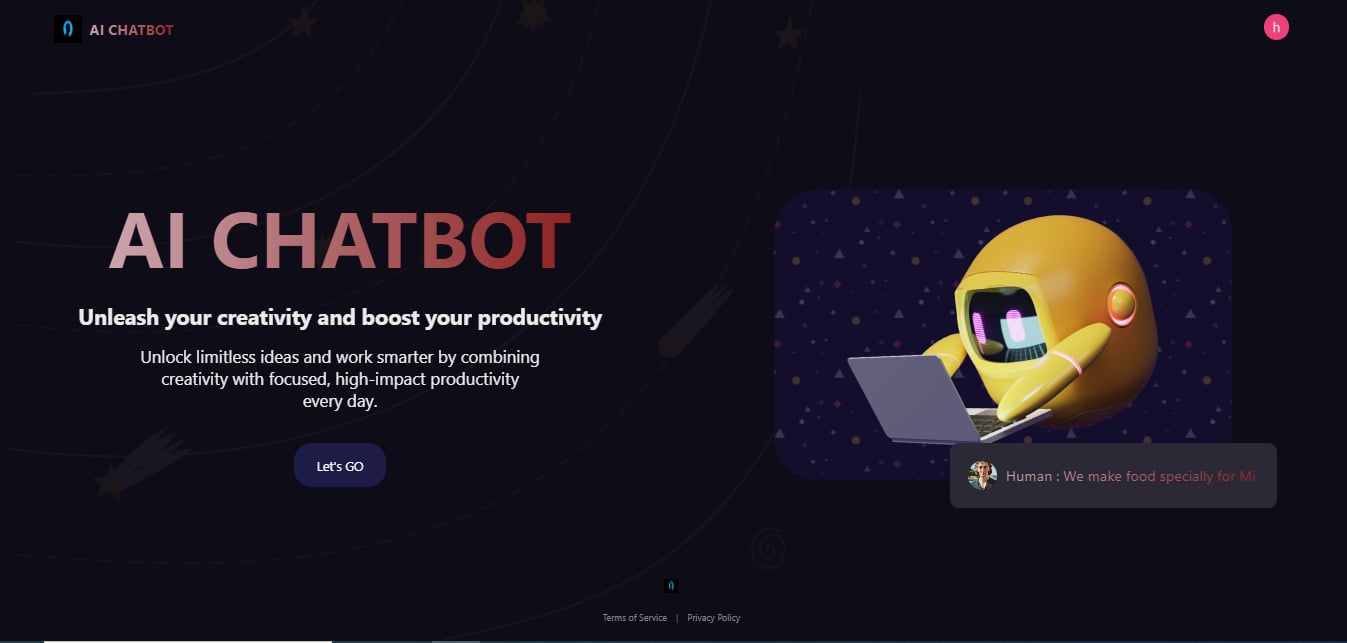 AI CHATBOT
h
AI CHATBOT
Unleash your creativity and boost your productivity
Unlock limitless ideas and work smarter by combining
creativity with focused, high-impact productivity
every day.
Let's GO
Human : We make food specially for Mi
Terms of Service | Privacy Policy